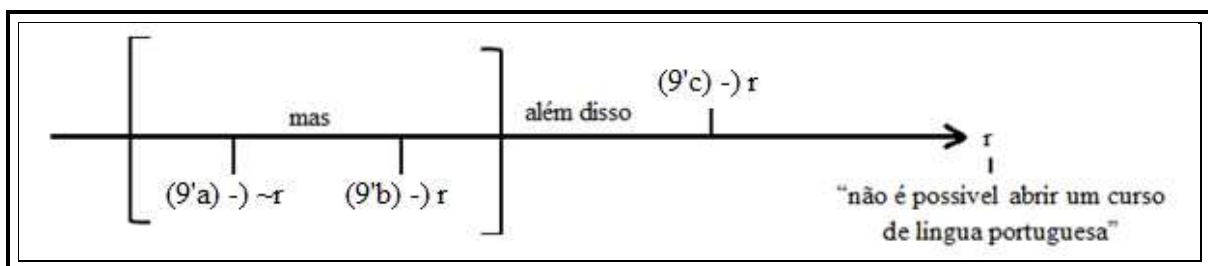 (9'c) -) r
mas
além disso
r
(9'a) -) ~r
(9'b) -) r
“não é possivel abrir um curso
de lingua portuguesa”